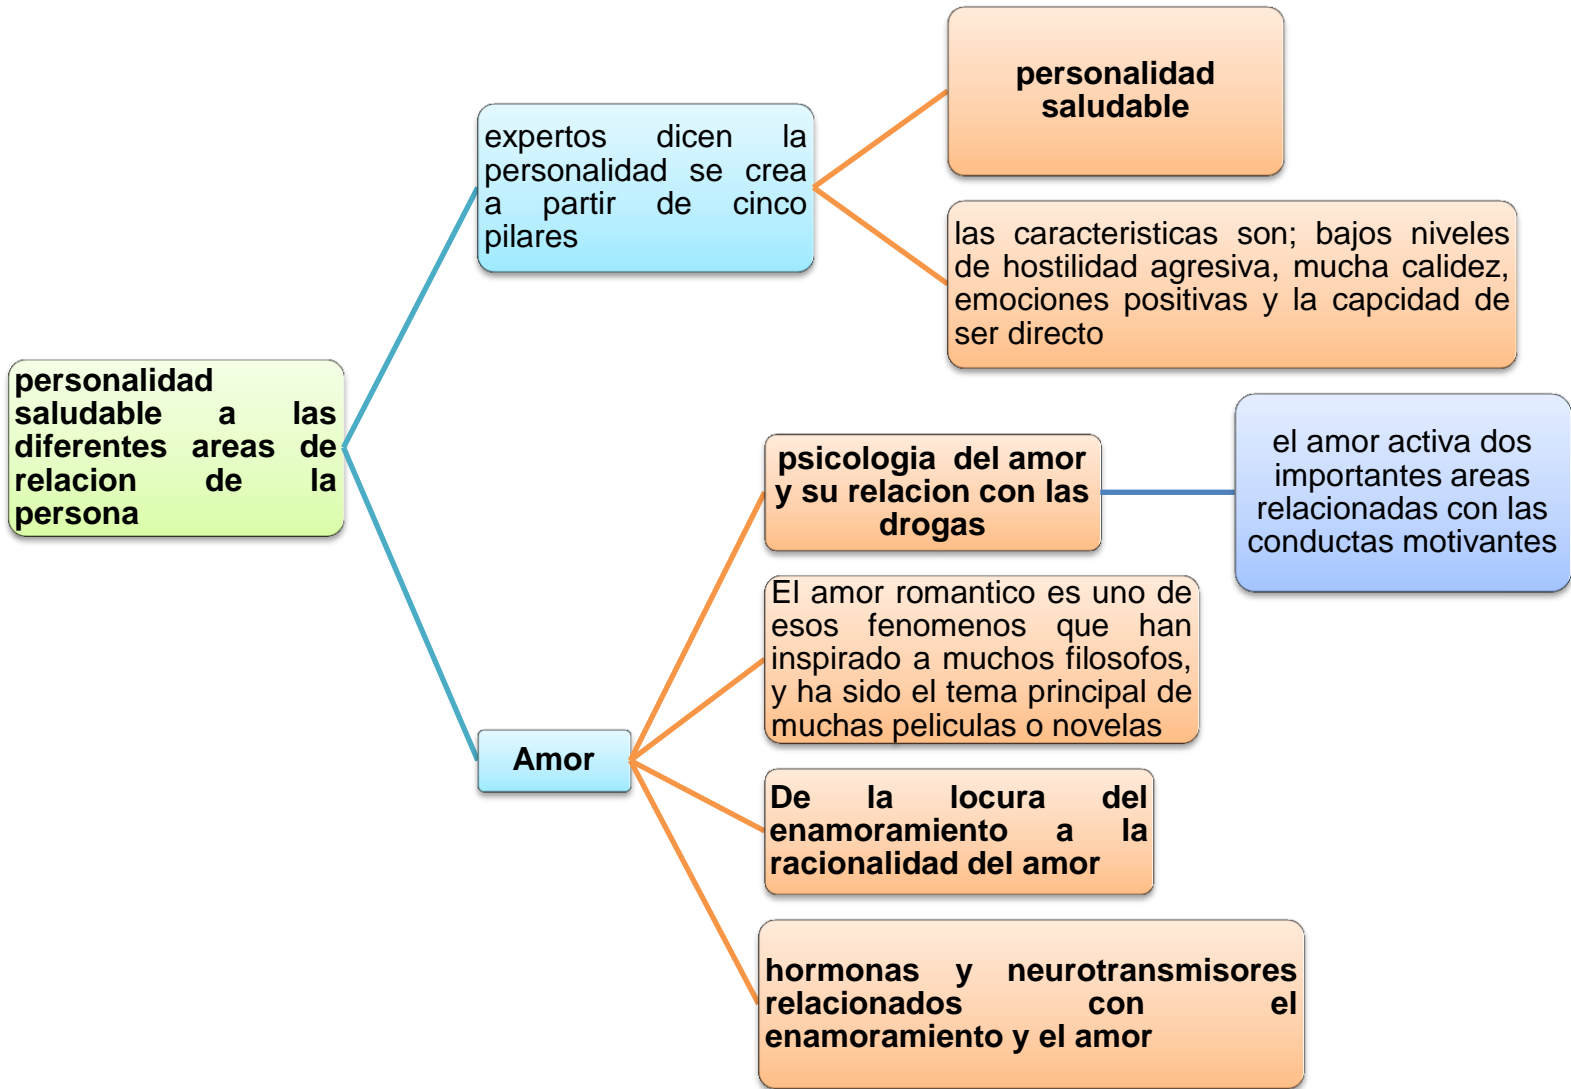 personalidad
saludable
expertos dicen la
personalidad se crea
a partir de cinco
pilares
las caracteristicas son; bajos niveles
de hostilidad agresiva, mucha calidez,
emociones positivas y la capcidad de
ser directo
personalidad
saludable a las
diferentes areas de
relacion de la
persona
psicologia del amor
y su relacion con las
drogas
el amor activa dos
importantes areas
relacionadas con las
conductas motivantes
El amor romantico es uno de
esos fenomenos que han
inspirado a muchos filosofos,
y ha sido el tema principal de
muchas peliculas o novelas
Amor
De la locura del
enamoramiento a la
racionalidad del amor
hormonas y neurotransmisores
relacionados con el
enamoramiento y el amor